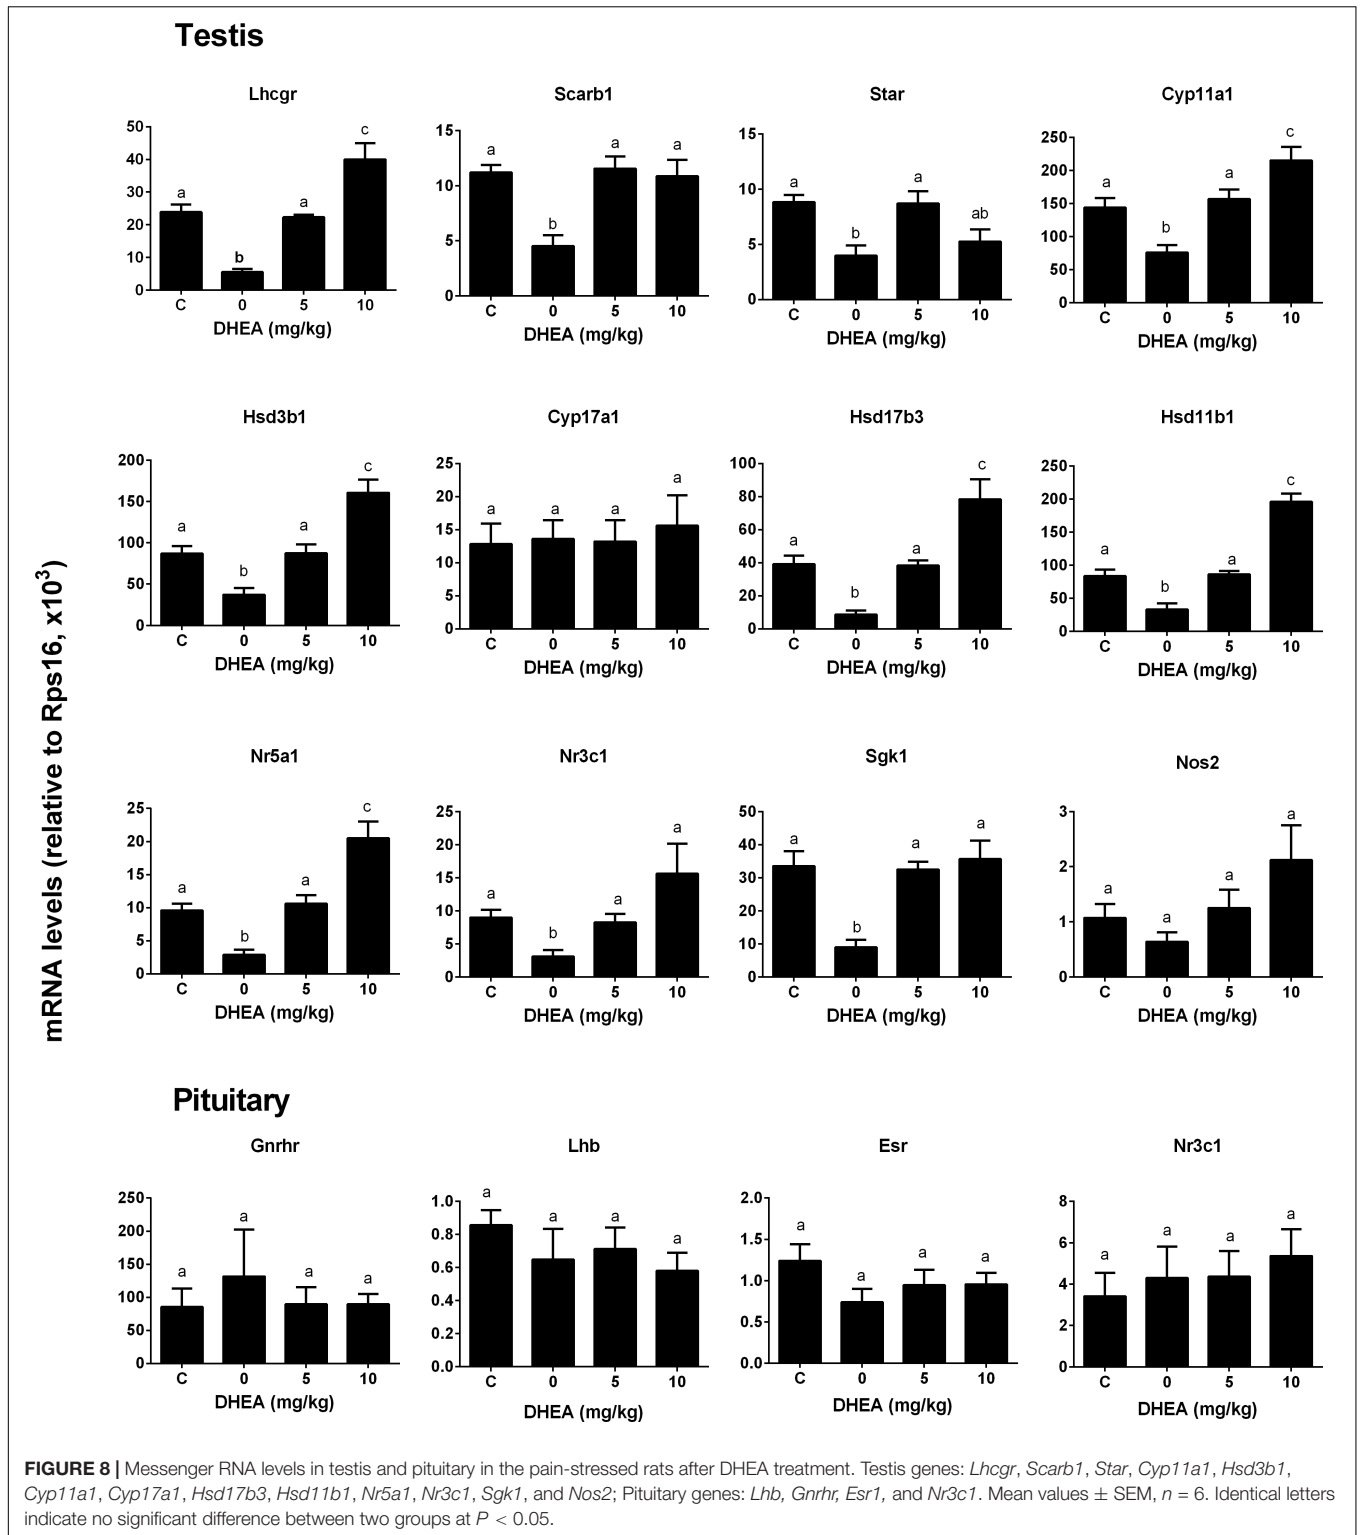 Testis
Lhcgr
Scarb1
Star
Cyp11a1
50
40
30
20
10
0
a
b
a
c
C 0 5 10
DHEA (mg/kg)
15
10
5
0
a
b
a
a
C 0 5 10
DHEA (mg/kg)
15
10
5
0
a
b
a
ab
C 0 5 10
DHEA (mg/kg)
250
200
150
100
50
0
a
b
a
c
C 0 5 10
DHEA (mg/kg)
mRNA levels (relative to Rps16, x10³)
Hsd3b1
Cyp17a1
Hsd17b3
Hsd11b1
200
150
100
50
0
a
b
a
c
C 0 5 10
DHEA (mg/kg)
25
20
15
10
5
0
a
a
a
a
C 0 5 10
DHEA (mg/kg)
100
80
60
40
20
0
a
b
a
c
C 0 5 10
DHEA (mg/kg)
250
200
150
100
50
0
a
b
a
c
C 0 5 10
DHEA (mg/kg)
Nr5a1
Nr3c1
Sgk1
Nos2
25
20
15
10
5
0
a
b
a
c
C 0 5 10
DHEA (mg/kg)
25
20
15
10
5
0
a
b
a
a
C 0 5 10
DHEA (mg/kg)
50
40
30
20
10
0
a
b
a
a
C 0 5 10
DHEA (mg/kg)
3
2
1
0
a
a
a
a
C 0 5 10
DHEA (mg/kg)
Pituitary
Gnrhr
Lhb
Esr
Nr3c1
250
200
150
100
50
0
a
a
a
a
C 0 5 10
DHEA (mg/kg)
1.0
0.8
0.6
0.4
0.2
0.0
a
a
a
a
C 0 5 10
DHEA (mg/kg)
2.0
1.5
1.0
0.5
0.0
a
a
a
a
C 0 5 10
DHEA (mg/kg)
8
6
4
2
0
a
a
a
a
C 0 5 10
DHEA (mg/kg)
FIGURE 8 | Messenger RNA levels in testis and pituitary in the pain-stressed rats after DHEA treatment. Testis genes: Lhcgr, Scarb1, Star, Cyp11a1, Hsd3b1,
Cyp11a1, Cyp17a1, Hsd17b3, Hsd11b1, Nr5a1, Nr3c1, Sgk1, and Nos2; Pituitary genes: Lhb, Gnrhr, Esr1, and Nr3c1. Mean values ± SEM, n = 6. Identical letters
indicate no significant difference between two groups at P < 0.05.